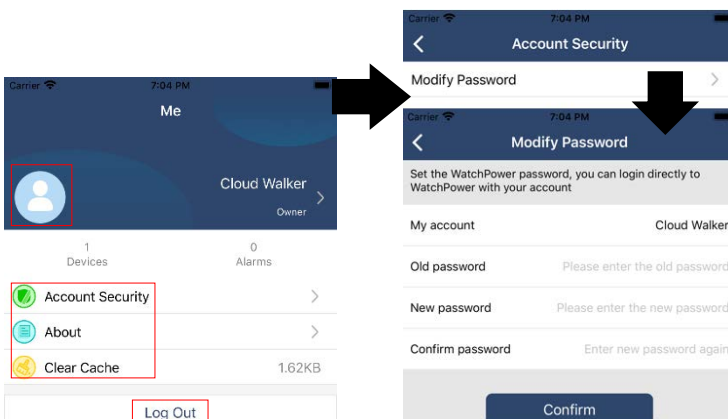 Carrier 7:04 PM
Me
Cloud Walker
Owner
1 0
Devices Alarms
Account Security
About
Clear Cache 1.62KB
Log Out
Carrier 7:04 PM
Account Security
Modify Password
Carrier 7:04 PM
Modify Password
Set the WatchPower password, you can login directly to
WatchPower with your account
My account Cloud Walker
Old password Please enter the old password
New password Please enter the new password
Confirm password Enter new password again
Confirm